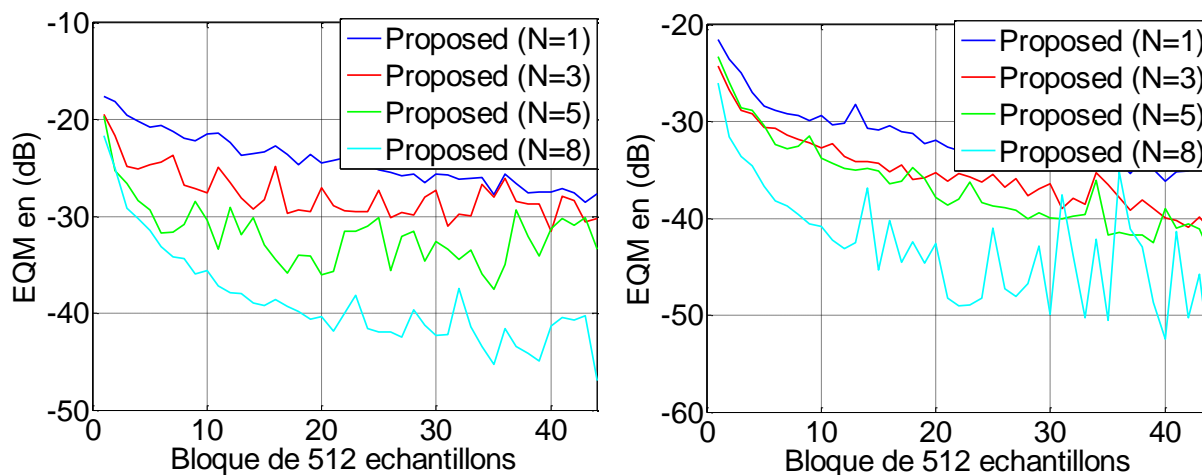 -10
-20
-30
-40
-50
EQM en (dB)
0
10
20
30
40
Bloque de 512 echantillons
Proposed (N=1)
Proposed (N=3)
Proposed (N=5)
Proposed (N=8)
-20
-30
-40
-50
-60
EQM en (dB)
0
10
20
30
40
Bloque de 512 echantillons
Proposed (N=1)
Proposed (N=3)
Proposed (N=5)
Proposed (N=8)